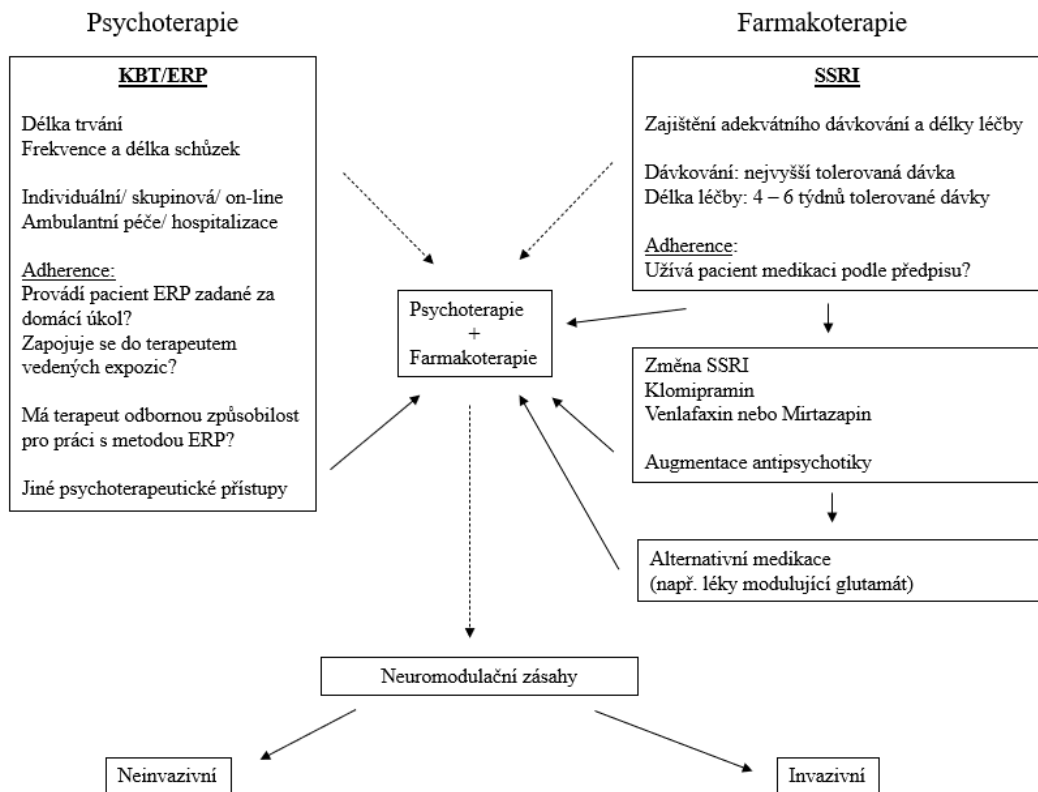 Psychoterapie
KBT/ERP
Délka trvání
Frekvence a délka schůzek
Individuální/ skupinová/ on-line
Ambulantní péče/ hospitalizace
Adherence:
Provádí pacient ERP zadané za
domácí úkol?
Zapojuje se do terapeutem
vedených expozic?
Má terapeut odbornou způsobilost
pro práci s metodou ERP?
Jiné psychoterapeutické přístupy
Farmakoterapie
SSRI
Zajištění adekvátního dávkování a délky léčby
Dávkování: nejvyšší tolerovaná dávka
Délka léčby: 4 – 6 týdnů tolerované dávky
Adherence:
Užívá pacient medikaci podle předpisu?
Psychoterapie
+
Farmakoterapie
Změna SSRI
Klomipramin
Venlafaxin nebo Mirtazapin
Augmentace antipsychotiky
Alternativní medikace
(např. léky modulující glutamát)
Neuromodulační zásahy
Neinvazivní
Invazivní